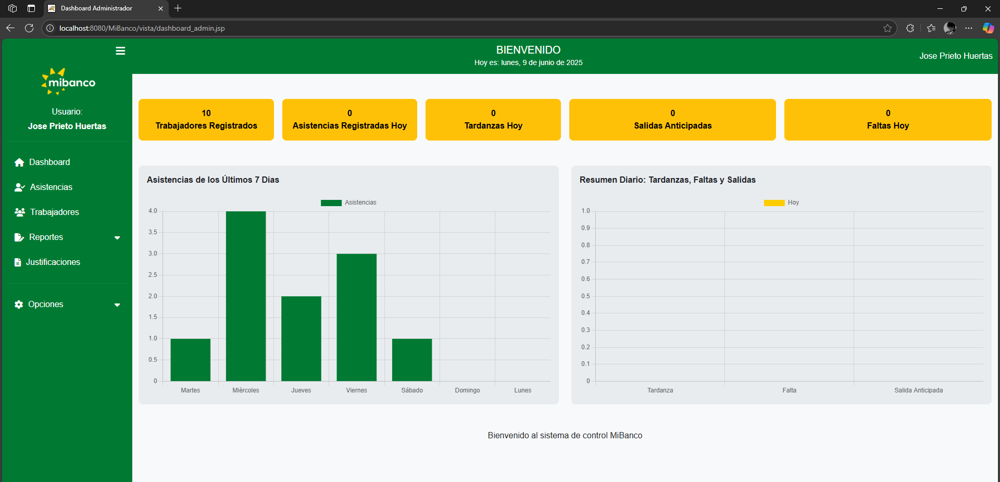 Dashboard Administrador
localhost:8080/MiBanco/vista/dashboard_admin.jsp
BIENVENIDO
Hoy es: lunes, 9 de junio de 2025
Jose Prieto Huertas
mibanco
Usuario:
Jose Prieto Huertas
Dashboard
Asistencias
Trabajadores
Reportes
Justificaciones
Opciones
10
Trabajadores Registrados
0
Asistencias Registradas Hoy
0
Tardanzas Hoy
0
Salidas Anticipadas
0
Faltas Hoy
Asistencias de los Últimos 7 Días
Asistencias
4.0
3.5
3.0
2.5
2.0
1.5
1.0
0.5
0
Martes Miércoles Jueves Viernes Sábado Domingo Lunes
Resumen Diario: Tardanzas, Faltas y Salidas
Hoy
1.0
0.9
0.8
0.7
0.6
0.5
0.4
0.3
0.2
0.1
0
Tardanza Falta Salida Anticipada
Bienvenido al sistema de control MiBanco